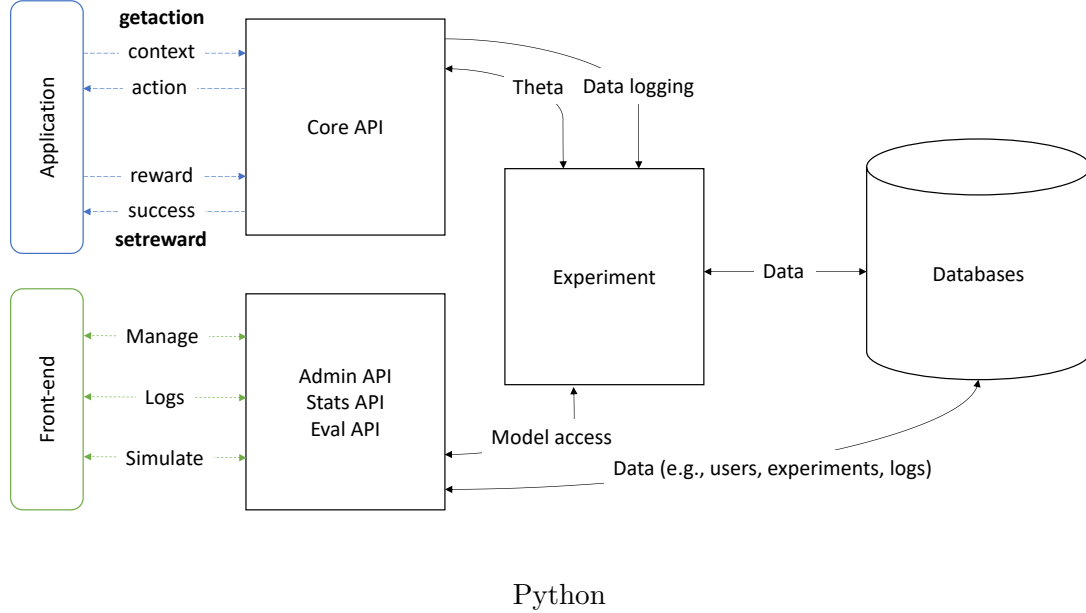 getaction
context
action
Application
Core API
reward
success
setreward
Theta
Data logging
Experiment
Data
Databases
Front-end
Manage
Logs
Simulate
Admin API
Stats API
Eval API
Model access
Data (e.g., users, experiments, logs)
Python